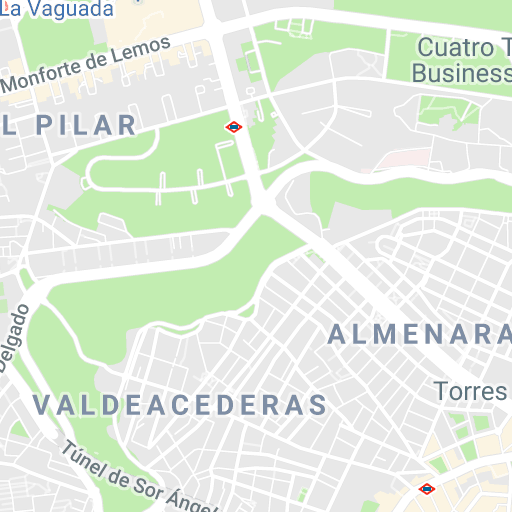 La Vaguada
Monforte de Lemos
Cuatro T
Business
L PILAR
ALMENARA
Delgado
Torres
VALDEACEDERAS
Túnel de Sor Ángel